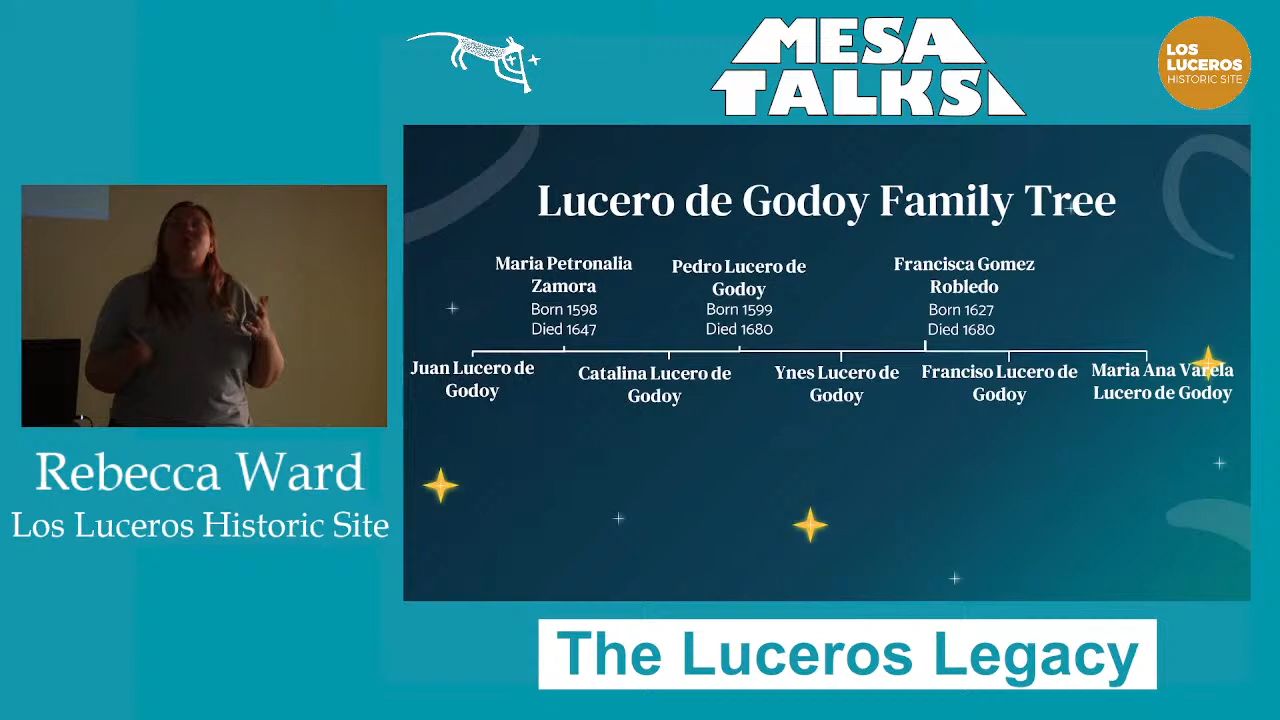 MESA
TALKS
LOS
LUCEROS
HISTORIC SITE
Lucero de Godoy Family Tree
Maria Petronalia
Zamora
Born 1598
Died 1647
Pedro Lucero de
Godoy
Born 1599
Died 1680
Francisca Gomez
Robledo
Born 1627
Died 1680
Juan Lucero de
Godoy
Catalina Lucero de
Godoy
Ynes Lucero de
Godoy
Franciso Lucero de
Godoy
Maria Ana Varela
Lucero de Godoy
Rebecca Ward
Los Luceros Historic Site
The Luceros Legacy